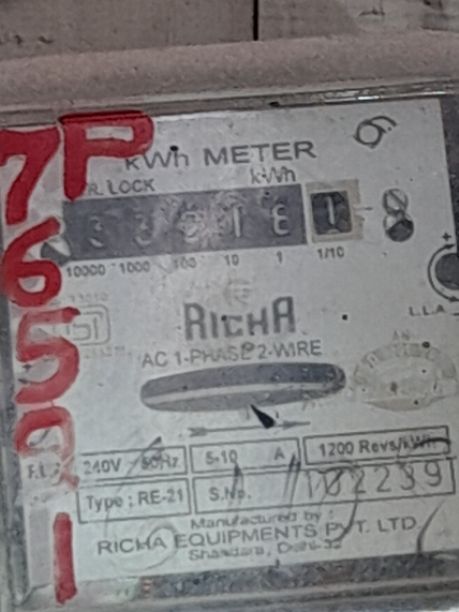 7P
6
5
1
kWh METER
R. LOCK
kWh
10000 1000 100 10 1 1/10
RICHA
AC 1-PHASE 2-WIRE
L.L.A
240V 50Hz 5-10 A 1200 Revs/kWh
Type : RE-21 S.No. 102239
Manufactured by :
RICHA EQUIPMENTS PVT. LTD.
Shahdara, Delhi-32